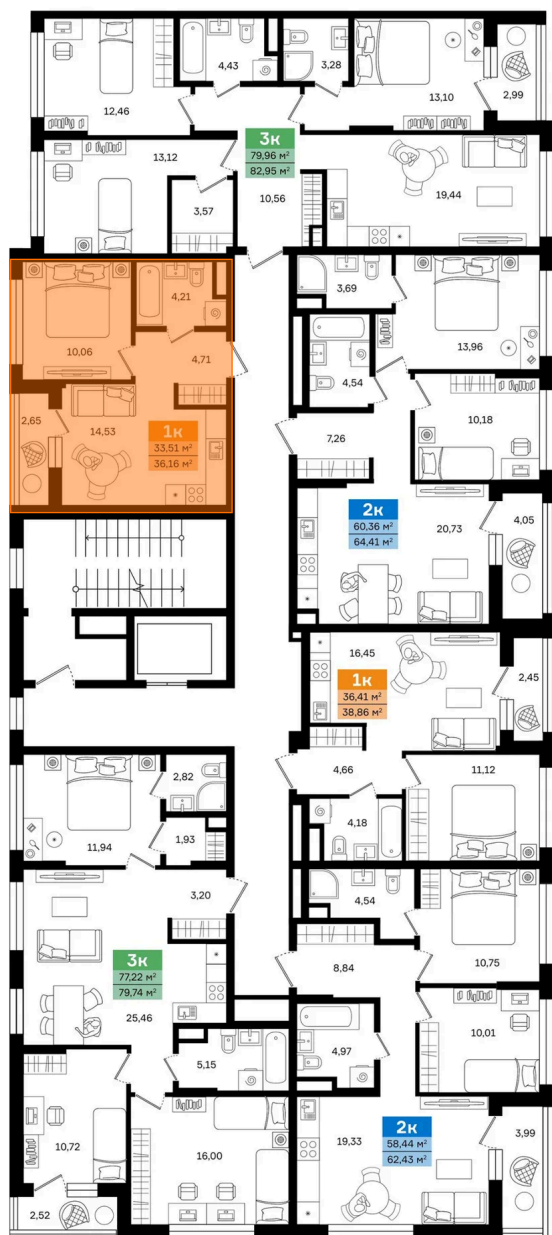 4,43
3,28
12,46
13,10
2,99
3к
79,96 м²
82,95 м²
13,12
19,44
3,57
10,56
4,21
3,69
10,06
4,71
13,96
4,54
2,65
14,53
10,18
1к
33,51 м²
36,16 м²
7,26
2к
60,36 м²
64,41 м²
20,73
4,05
16,45
1к
36,41 м²
38,86 м²
2,45
2,82
4,66
11,12
11,94
1,93
4,18
3,20
4,54
3к
77,22 м²
79,74 м²
8,84
10,75
25,46
10,01
5,15
4,97
10,72
16,00
19,33
2к
58,44 м²
62,43 м²
3,99
2,52